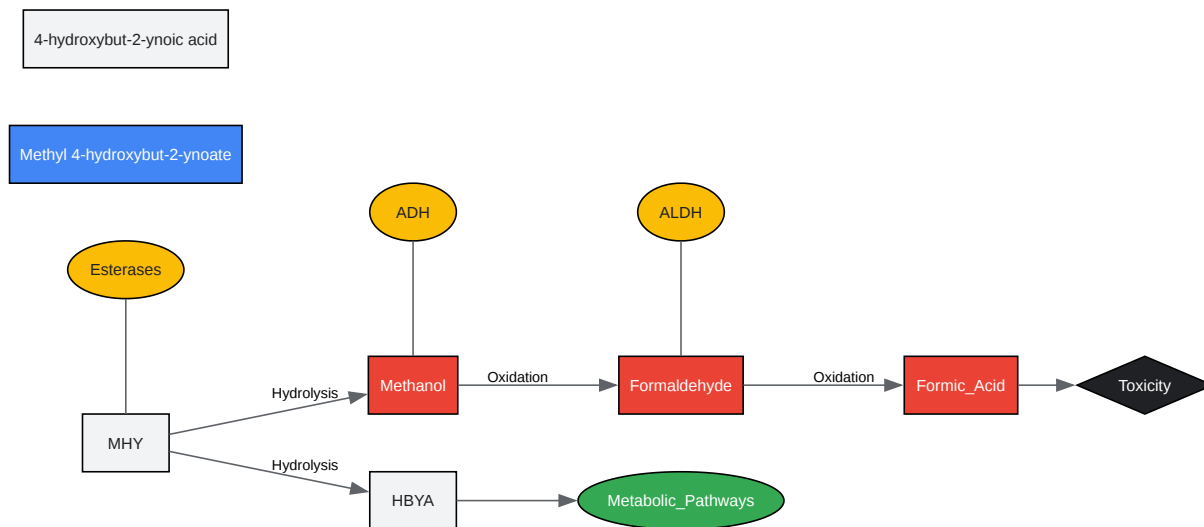 4-hydroxybut-2-ynoic acid
Methyl 4-hydroxybut-2-ynoate
ADH
ALDH
Esterases
Methanol
Oxidation
Formaldehyde
Oxidation
Formic_Acid
Toxicity
Hydrolysis
MHY
Hydrolysis
HBYA
Metabolic_Pathways